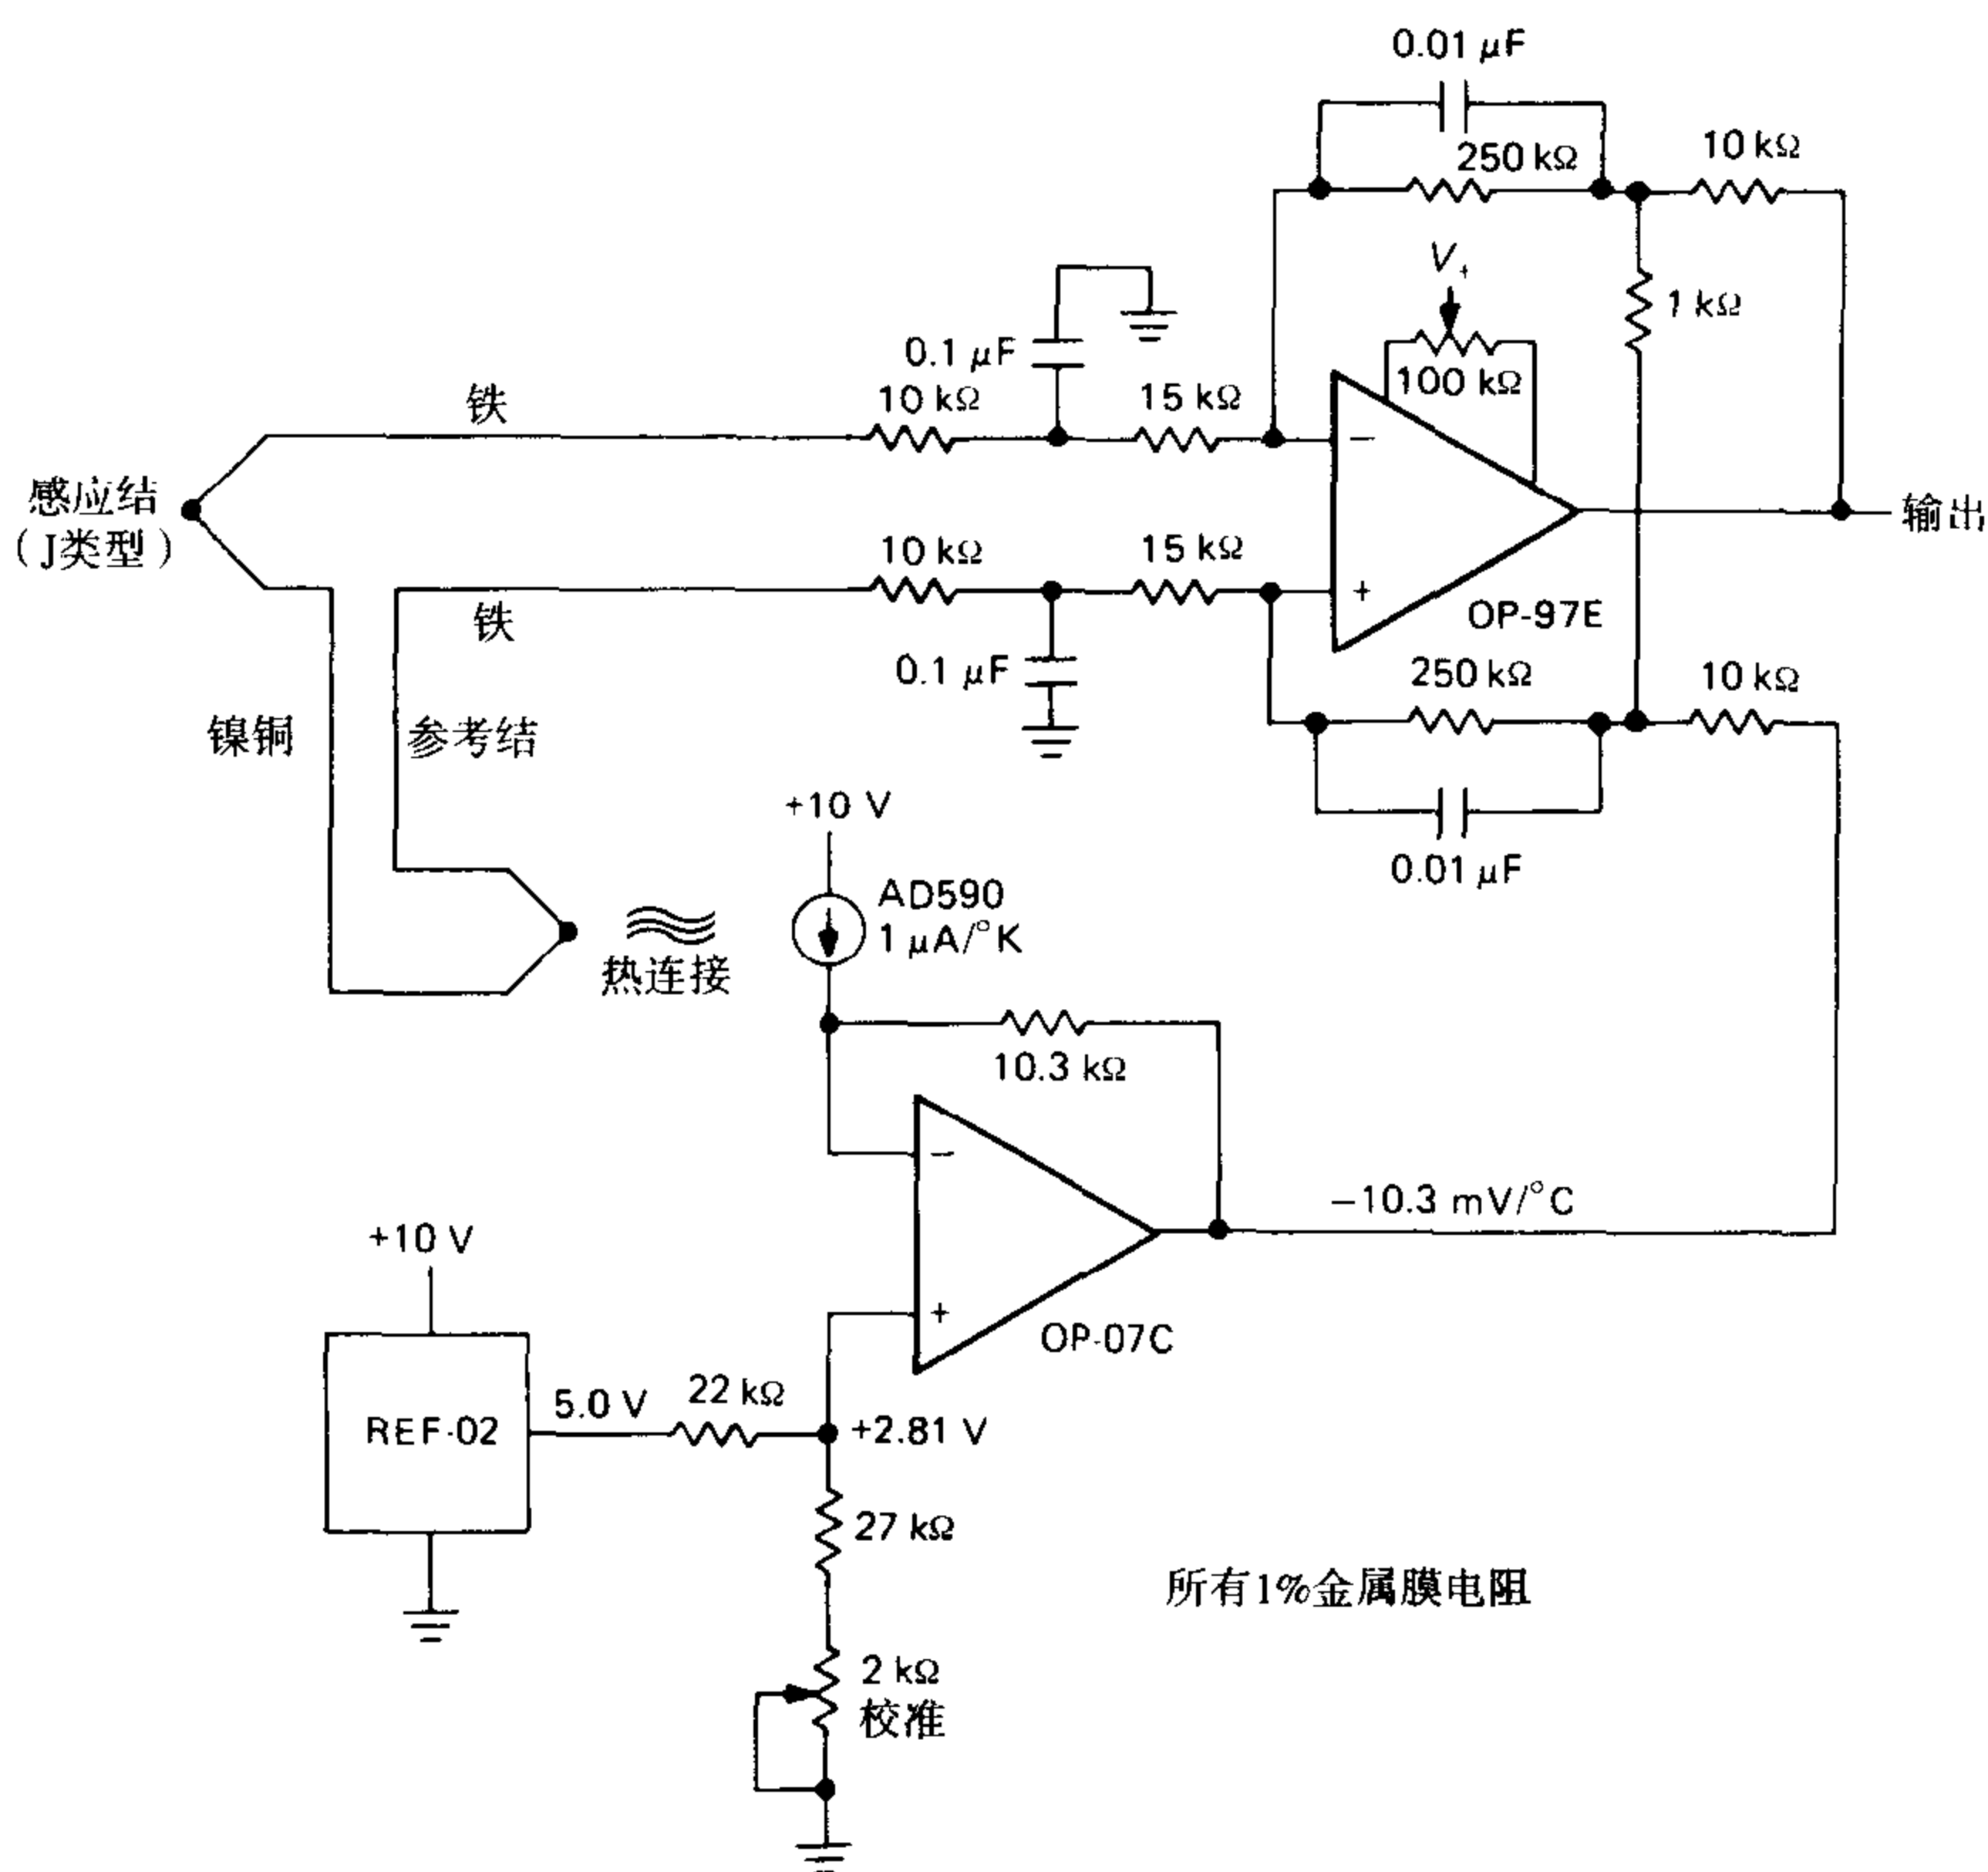 0.01 μF
250 kΩ
10 kΩ
V+
1 kΩ
0.1 μF
100 kΩ
铁
10 kΩ
15 kΩ
−
感应结
(J类型)
输出
10 kΩ
15 kΩ
+
OP-97E
铁
0.1 μF
250 kΩ
10 kΩ
镍铜
参考结
+10 V
0.01 μF
AD590
1 μA/°K
热连接
10.3 kΩ
−
−10.3 mV/°C
+10 V
+
OP-07C
REF-02
5.0 V
22 kΩ
+2.81 V
27 kΩ
所有1%金属膜电阻
2 kΩ
校准